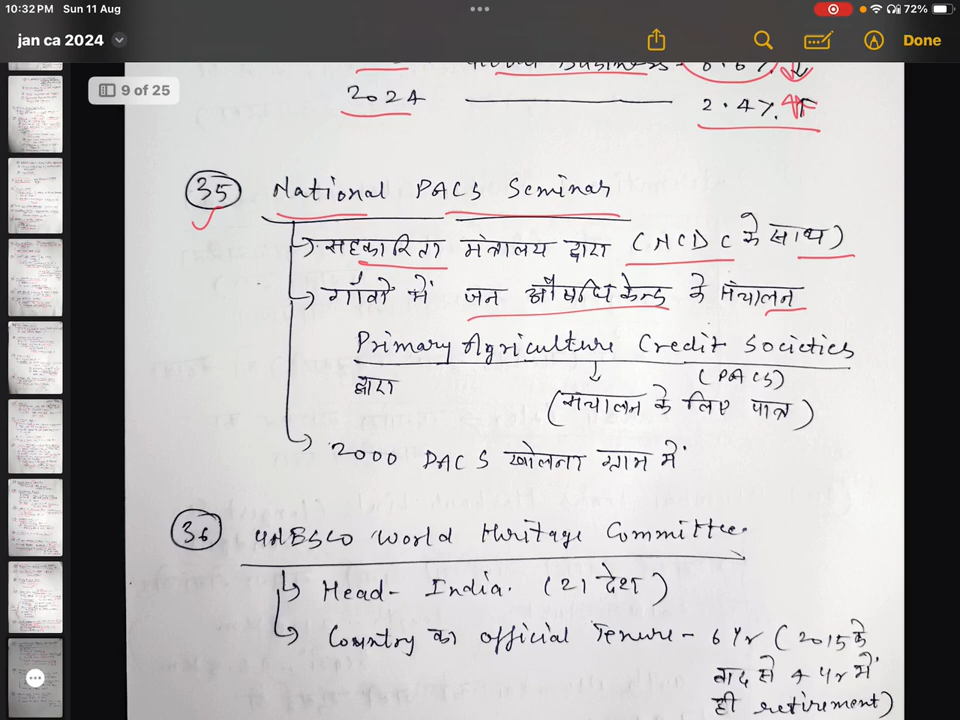 10:32 PM Sun 11 Aug
72%
jan ca 2024
Done
9 of 25
2024 2.4%
35 National PACS Seminar
→ सहकारिता मंत्रालय द्वारा (NCDC के साथ)
→ गाँवो में जन औषधि केन्द्र के संचालन
Primary Agriculture Credit Societies
द्वारा (PACS)
(संचालन के लिए पात्र)
→ 2000 PACS खोलना ग्राम में
36 UNESCO World Heritage Committee
→ Head - India. (21 देश)
→ Country का official Tenure - 6 Yr (2015 के
बाद से 4 Yr में
ही retirement)